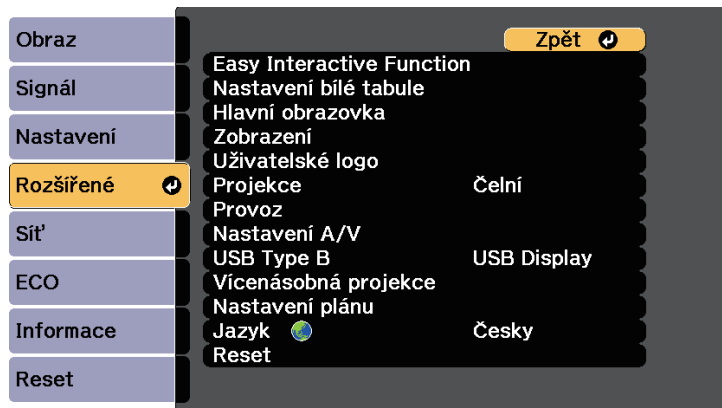 Obraz
Signál
Nastavení
Rozšířené
Síť
ECO
Informace
Reset
Zpět
Easy Interactive Function
Nastavení bílé tabule
Hlavní obrazovka
Zobrazení
Uživatelské logo
Projekce Čelní
Provoz
Nastavení A/V
USB Type B USB Display
Vícenásobná projekce
Nastavení plánu
Jazyk Česky
Reset